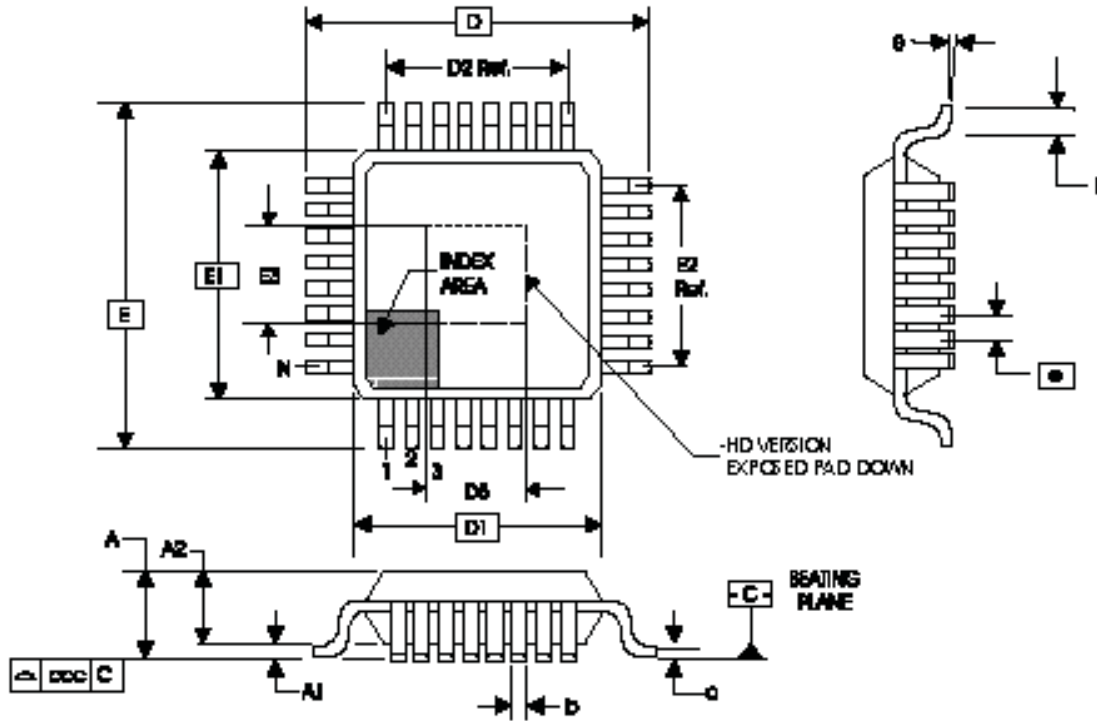 D
D2 Ref.
θ
L
E
E1
E3
INDEX
AREA
E2
Ref.
N
e
1
2
3
-HD VERSION
EXPOSED PAD DOWN
D3
D1
A
A2
-C-
SEATING
PLANE
ccc C
A1
b
c